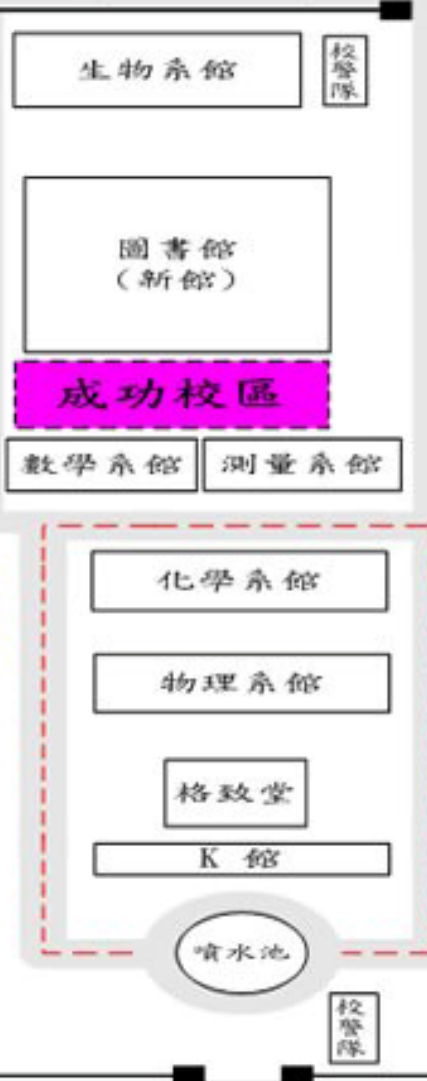 生物系館
校警隊
圖書館
（新館）
成功校區
數學系館
測量系館
化學系館
物理系館
格致堂
K 館
噴水池
校警隊